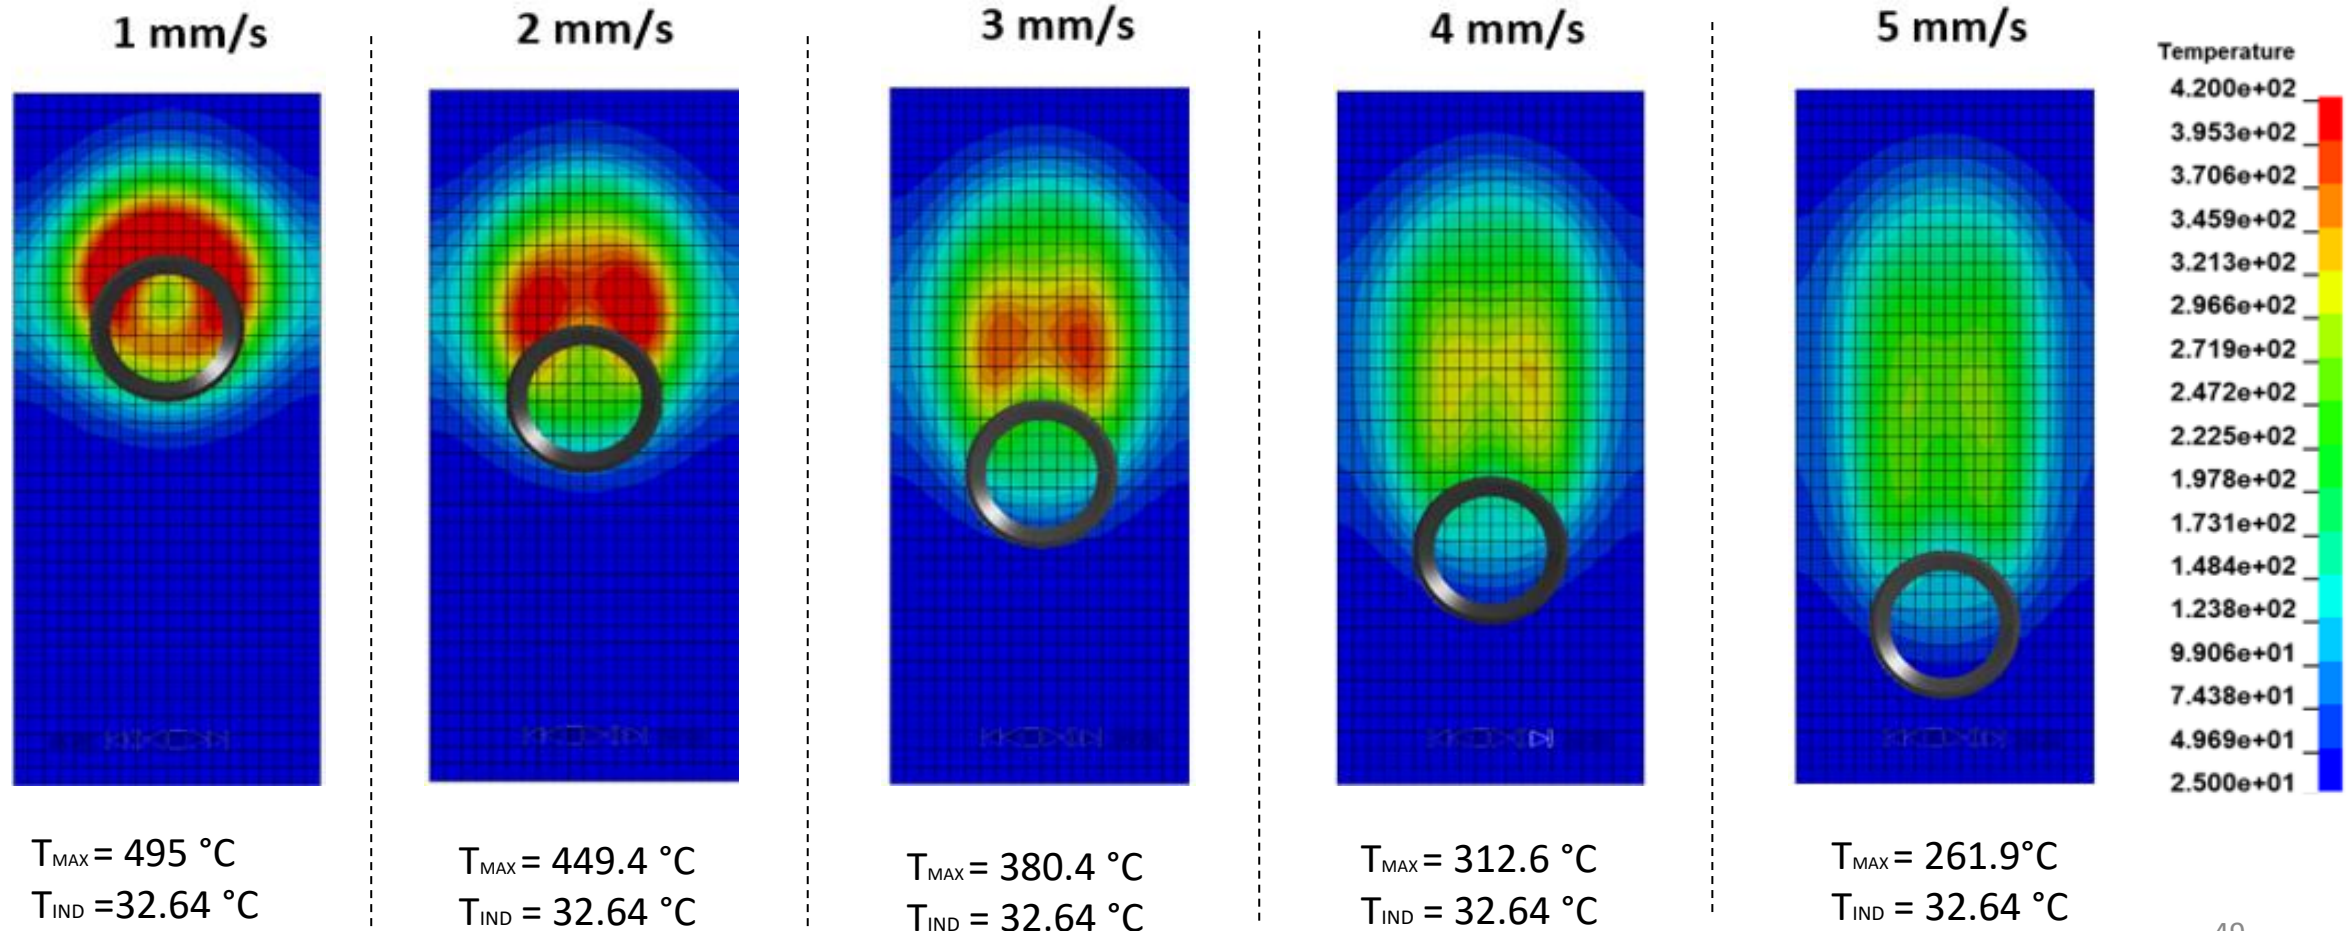 1 mm/s
2 mm/s
3 mm/s
4 mm/s
5 mm/s
Temperature
4.200e+02
3.953e+02
3.706e+02
3.459e+02
3.213e+02
2.966e+02
2.719e+02
2.472e+02
2.225e+02
1.978e+02
1.731e+02
1.484e+02
1.238e+02
9.906e+01
7.438e+01
4.969e+01
2.500e+01
TMAX = 495 °C
TIND =32.64 °C
TMAX = 449.4 °C
TIND = 32.64 °C
TMAX = 380.4 °C
TIND = 32.64 °C
TMAX = 312.6 °C
TIND = 32.64 °C
TMAX = 261.9°C
TIND = 32.64 °C